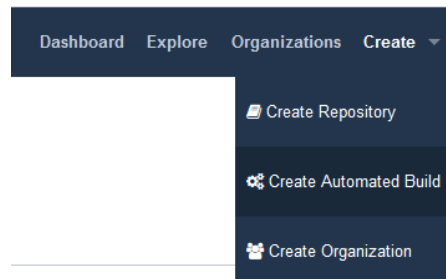 Dashboard Explore Organizations Create
Create Repository
Create Automated Build
Create Organization